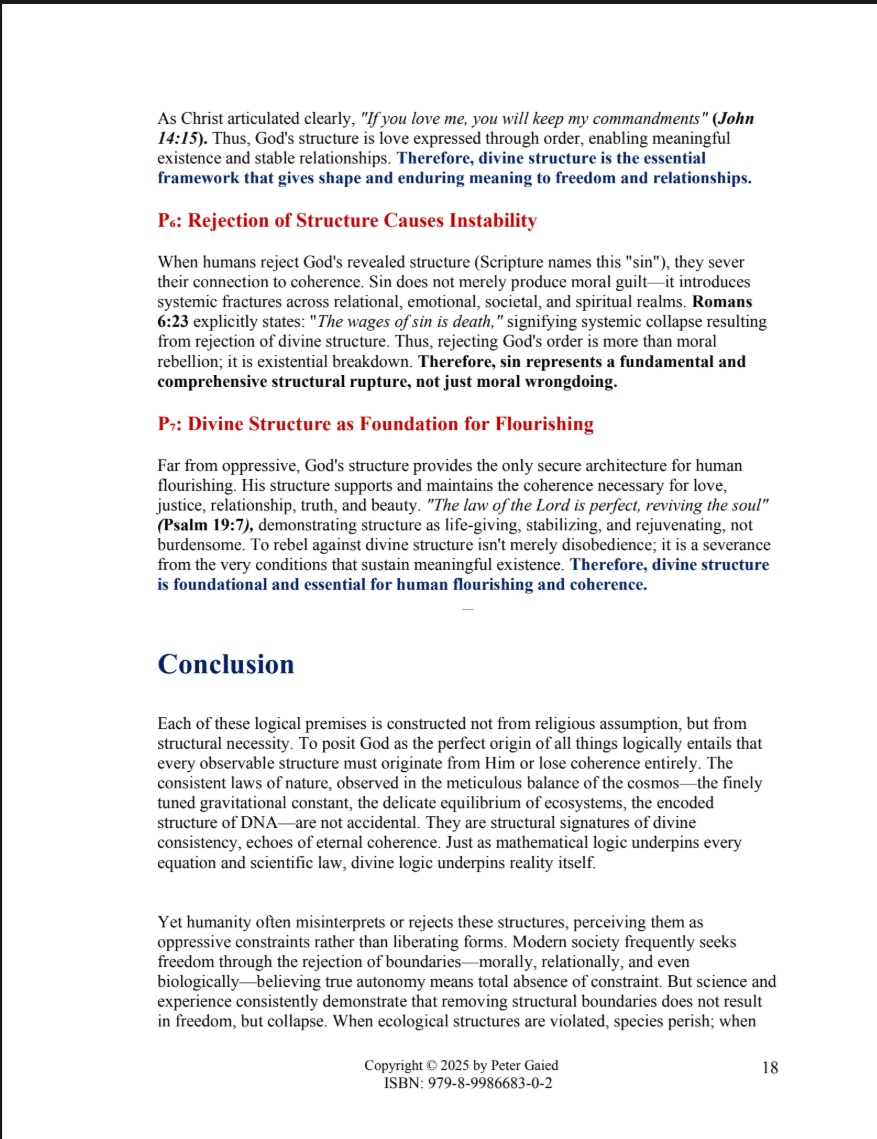 As Christ articulated clearly, "If you love me, you will keep my commandments" (John
14:15). Thus, God's structure is love expressed through order, enabling meaningful
existence and stable relationships. Therefore, divine structure is the essential
framework that gives shape and enduring meaning to freedom and relationships.
P₆: Rejection of Structure Causes Instability
When humans reject God's revealed structure (Scripture names this "sin"), they sever
their connection to coherence. Sin does not merely produce moral guilt—it introduces
systemic fractures across relational, emotional, societal, and spiritual realms. Romans
6:23 explicitly states: "The wages of sin is death," signifying systemic collapse resulting
from rejection of divine structure. Thus, rejecting God's order is more than moral
rebellion; it is existential breakdown. Therefore, sin represents a fundamental and
comprehensive structural rupture, not just moral wrongdoing.
P₇: Divine Structure as Foundation for Flourishing
Far from oppressive, God's structure provides the only secure architecture for human
flourishing. His structure supports and maintains the coherence necessary for love,
justice, relationship, truth, and beauty. "The law of the Lord is perfect, reviving the soul"
(Psalm 19:7), demonstrating structure as life-giving, stabilizing, and rejuvenating, not
burdensome. To rebel against divine structure isn't merely disobedience; it is a severance
from the very conditions that sustain meaningful existence. Therefore, divine structure
is foundational and essential for human flourishing and coherence.
—
Conclusion
Each of these logical premises is constructed not from religious assumption, but from
structural necessity. To posit God as the perfect origin of all things logically entails that
every observable structure must originate from Him or lose coherence entirely. The
consistent laws of nature, observed in the meticulous balance of the cosmos—the finely
tuned gravitational constant, the delicate equilibrium of ecosystems, the encoded
structure of DNA—are not accidental. They are structural signatures of divine
consistency, echoes of eternal coherence. Just as mathematical logic underpins every
equation and scientific law, divine logic underpins reality itself.
Yet humanity often misinterprets or rejects these structures, perceiving them as
oppressive constraints rather than liberating forms. Modern society frequently seeks
freedom through the rejection of boundaries—morally, relationally, and even
biologically—believing true autonomy means total absence of constraint. But science and
experience consistently demonstrate that removing structural boundaries does not result
in freedom, but collapse. When ecological structures are violated, species perish; when
Copyright © 2025 by Peter Gaied
ISBN: 979-8-9986683-0-2
18